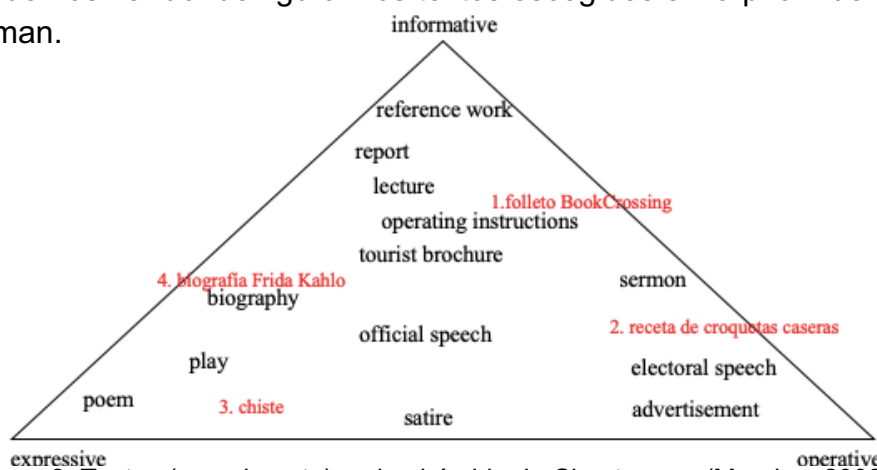 man.
informative
reference work
report
lecture
1.folleto BookCrossing
operating instructions
tourist brochure
4. biografía Frida Kahlo
sermon
biography
2. receta de croquetas caseras
official speech
play
electoral speech
poem
3. chiste
advertisement
satire
expressive
operative